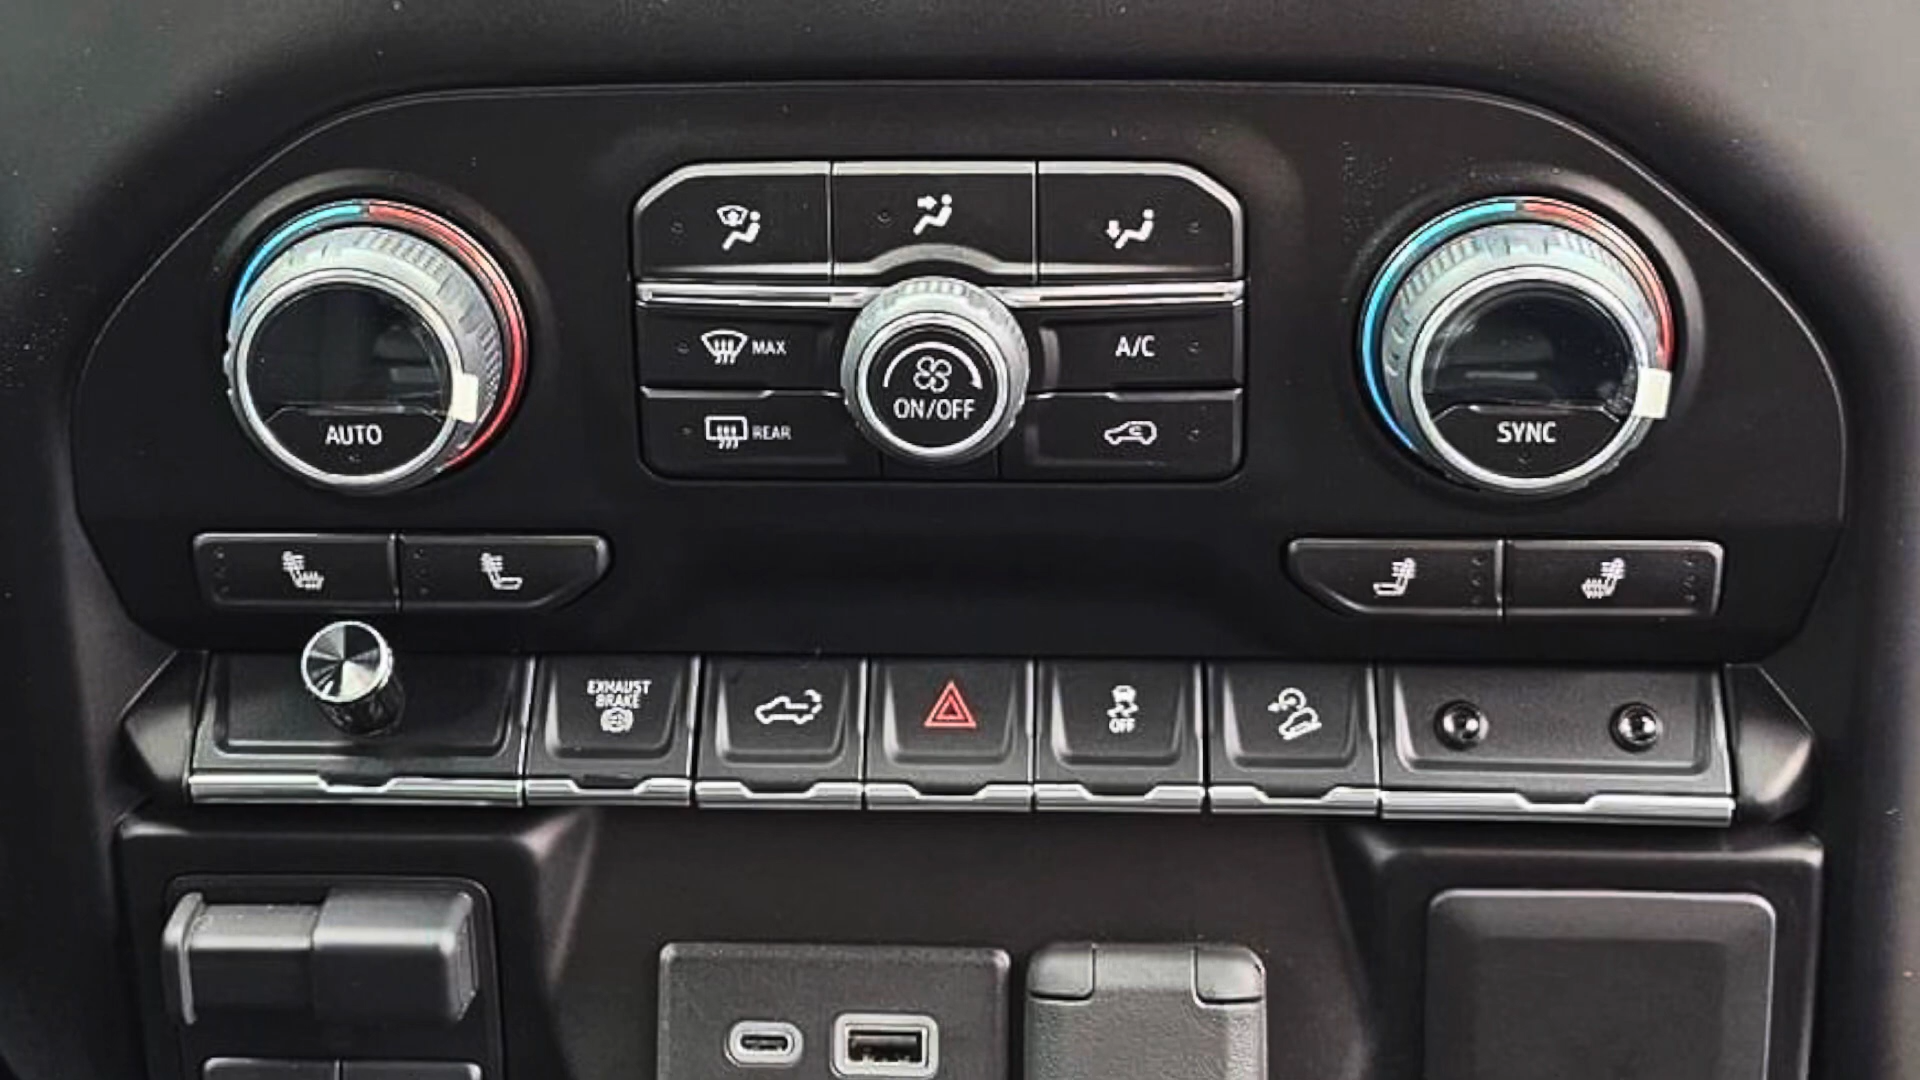 MAX
A/C
ON/OFF
REAR
AUTO
SYNC
EXHAUST
BRAKE
OFF